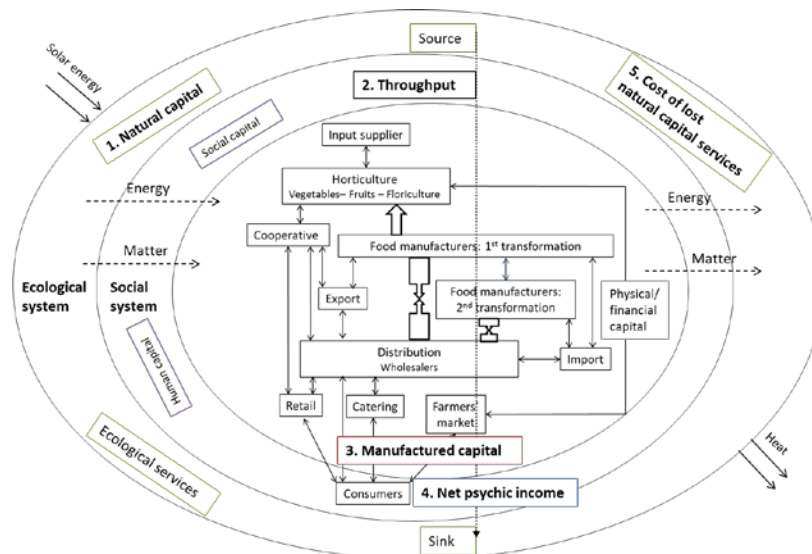 Source
Solar energy
1. Natural capital
2. Throughput
5. Cost of lost
natural capital services
Social capital
Input supplier
Horticulture
Vegetables– Fruits – Floriculture
Energy
Energy
Cooperative
Food manufacturers: 1st transformation
Matter
Matter
Ecological
system
Social
system
Export
Food manufacturers:
2nd transformation
Physical/
financial
capital
Distribution
Wholesalers
Import
Human capital
Retail
Catering
Farmers'
market
3. Manufactured capital
Heat
Ecological services
Consumers
4. Net psychic income
Sink